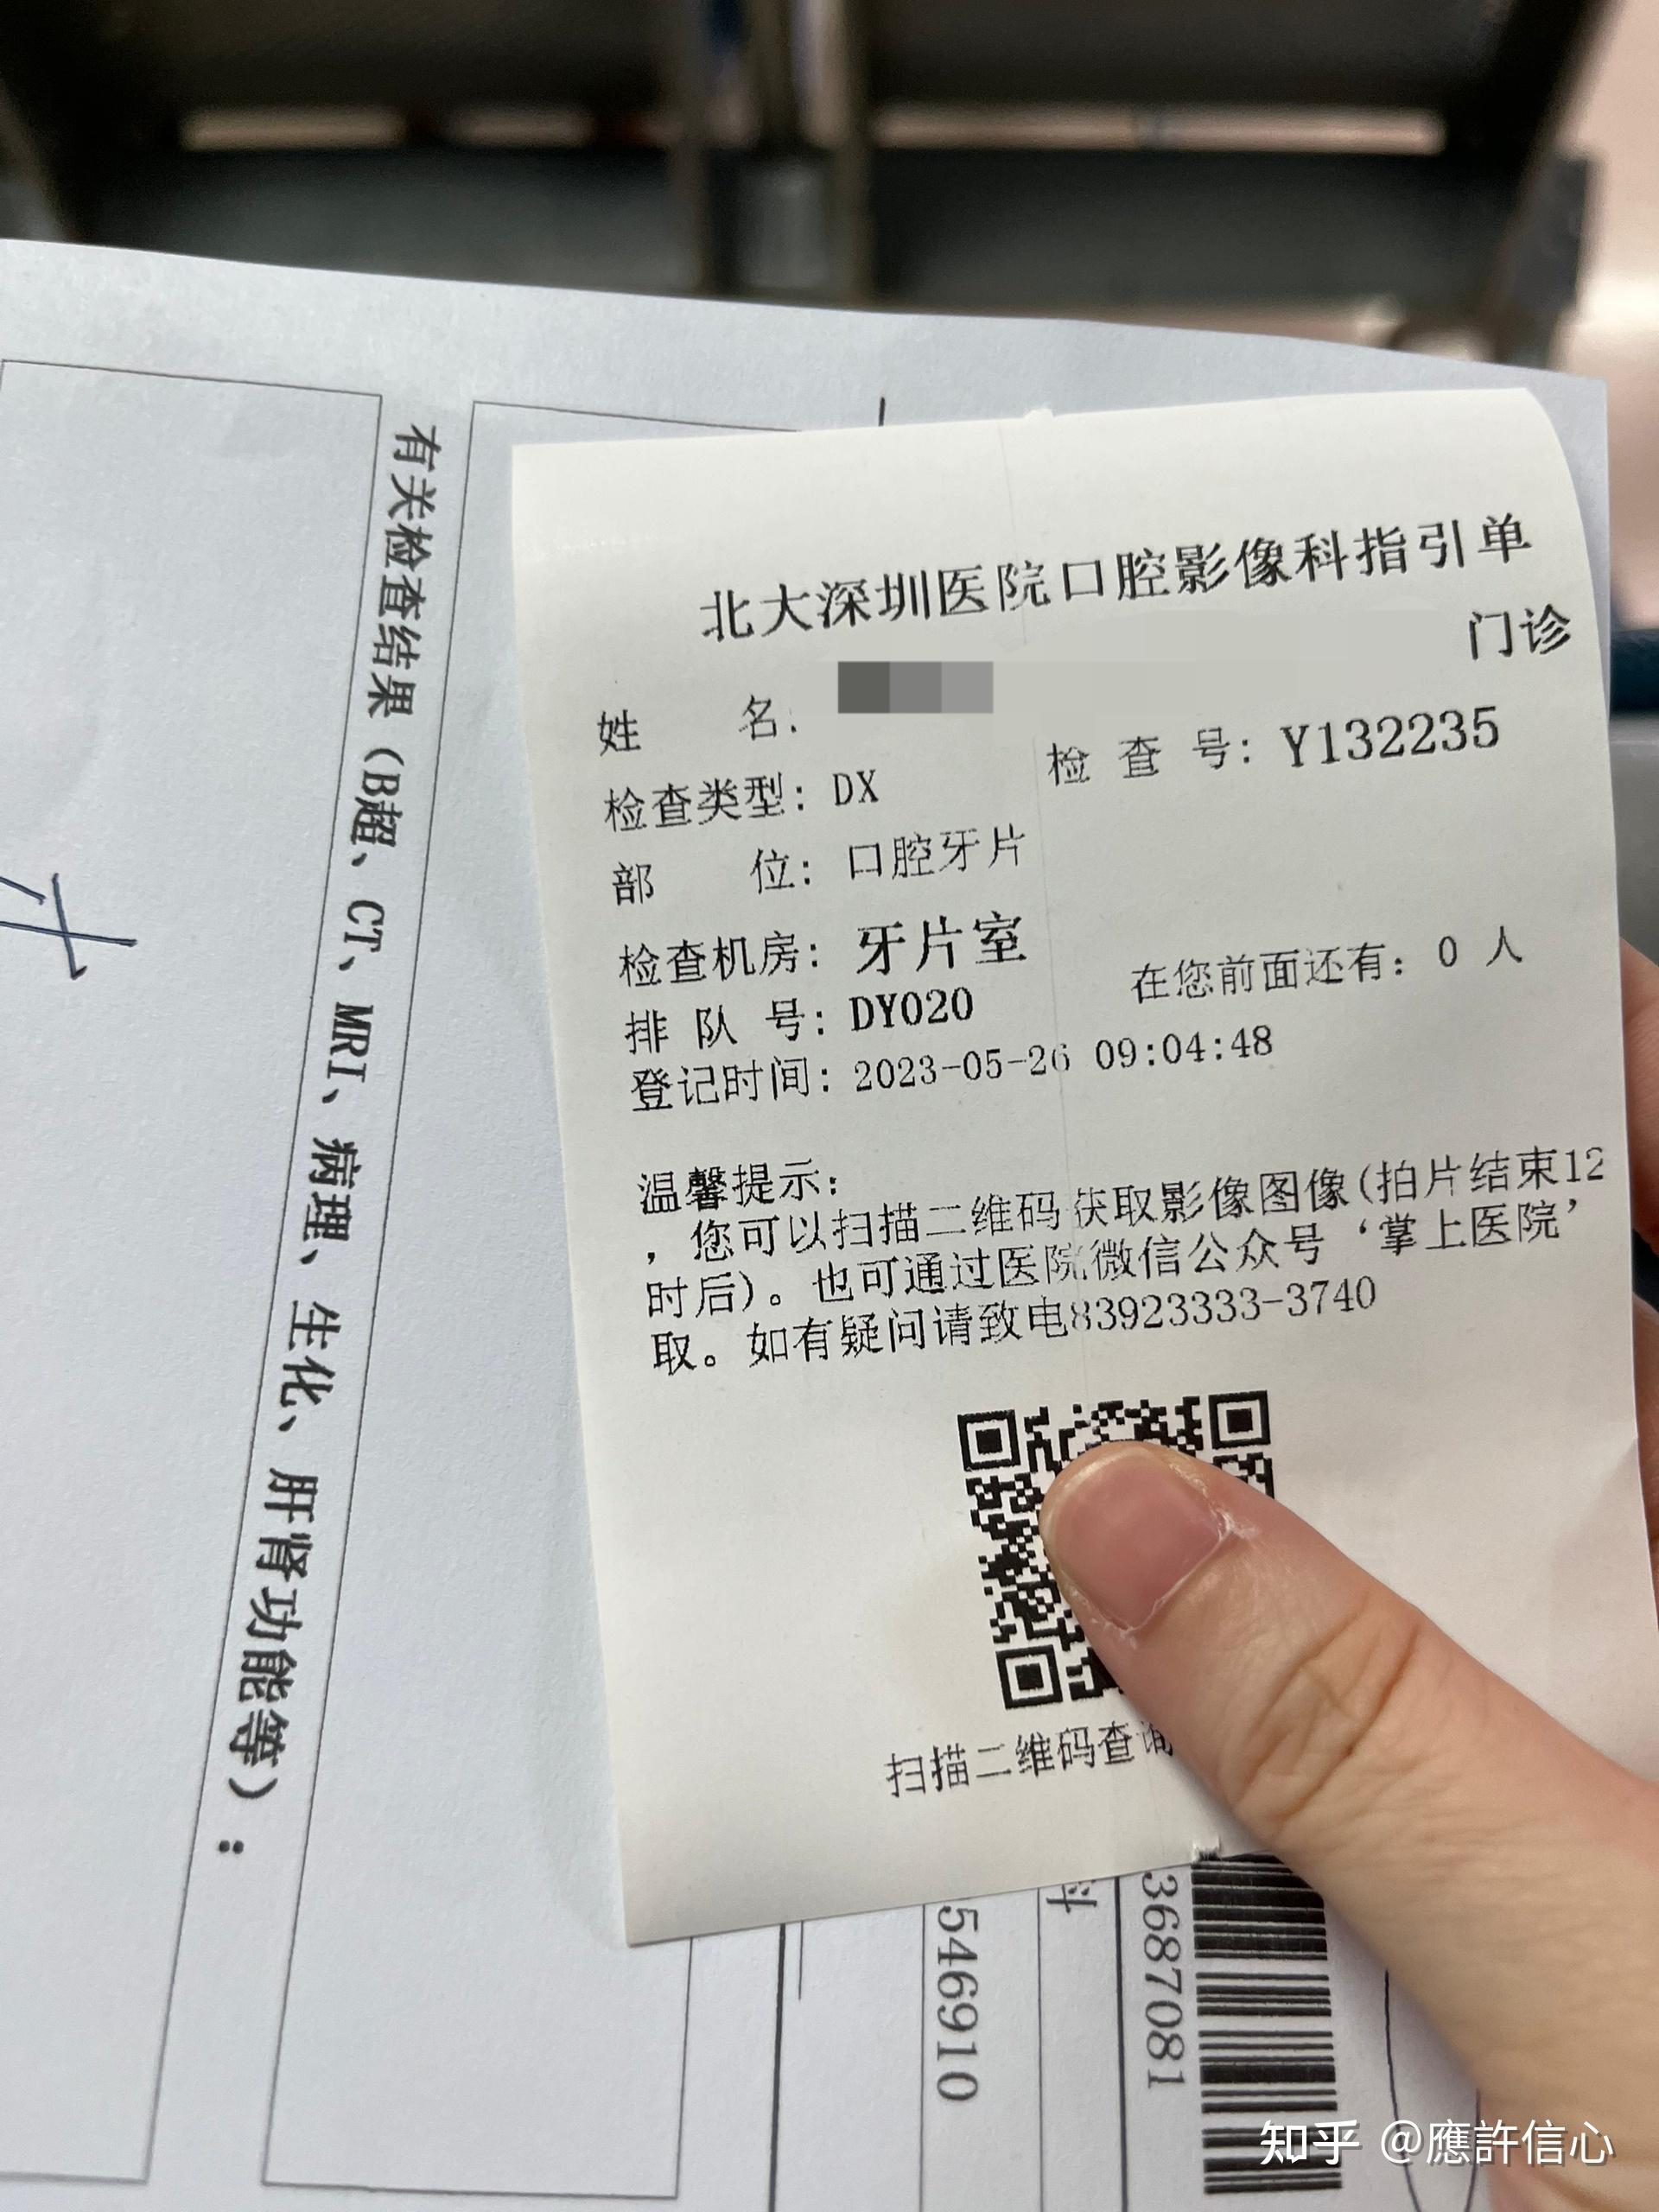 北大深圳医院口腔影像科指引单
门诊
姓 名:
检查类型: DX 检 查 号: Y132235
部 位: 口腔牙片
检查机房: 牙片室
排 队 号: DY020 在您前面还有: 0 人
登记时间: 2023-05-26 09:04:48
温馨提示:
，您可以扫描二维码获取影像图像(拍片结束12
时后)。也可通过医院微信公众号‘掌上医院’
取。如有疑问请致电83923333-3740
扫描二维码查询
有关检查结果（B超、CT、MRI、病理、生化、肝肾功能等）：
科
546910
3687081
知乎 @應許信心